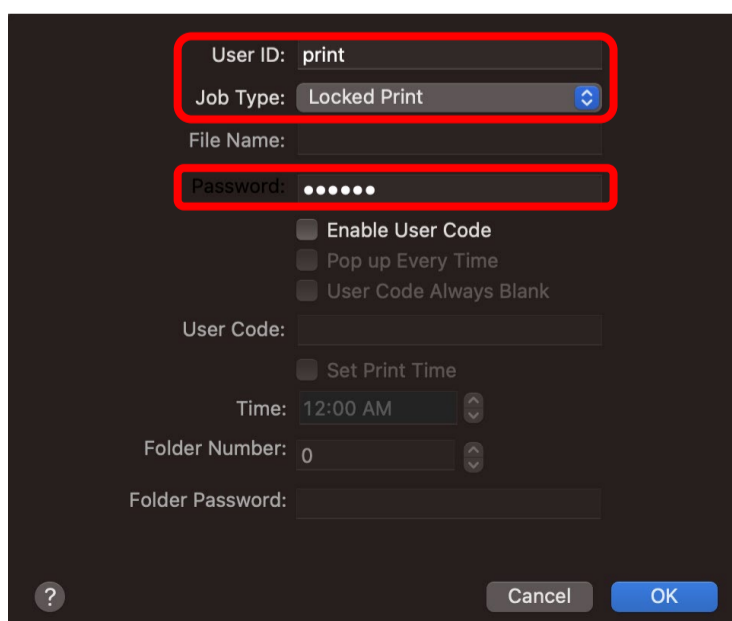 User ID: print
Job Type: Locked Print
File Name:
Password: ●●●●●●
Enable User Code
Pop up Every Time
User Code Always Blank
User Code:
Set Print Time
Time: 12:00 AM
Folder Number: 0
Folder Password:
? Cancel OK